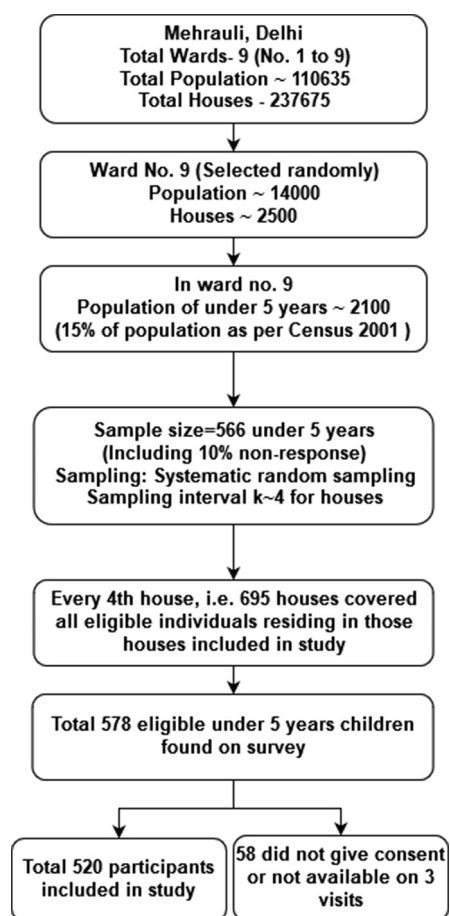 Mehrauli, Delhi
Total Wards- 9 (No. 1 to 9)
Total Population ~ 110635
Total Houses - 237675
Ward No. 9 (Selected randomly)
Population ~ 14000
Houses ~ 2500
In ward no. 9
Population of under 5 years ~ 2100
(15% of population as per Census 2001 )
Sample size=566 under 5 years
(Including 10% non-response)
Sampling: Systematic random sampling
Sampling interval k~4 for houses
Every 4th house, i.e. 695 houses covered
all eligible individuals residing in those
houses included in study
Total 578 eligible under 5 years children
found on survey
Total 520 participants
included in study
58 did not give consent
or not available on 3
visits